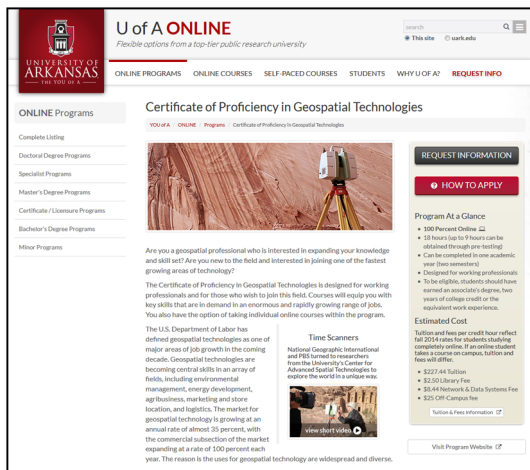 U of A ONLINE
Flexible options from a top-tier public research university
search
This site
uark.edu
UNIVERSITY OF
ARKANSAS
THE YOU OF A
ONLINE PROGRAMS
ONLINE COURSES
SELF-PACED COURSES
STUDENTS
WHY U OF A?
REQUEST INFO
ONLINE Programs
Complete Listing
Doctoral Degree Programs
Specialist Programs
Master's Degree Programs
Certificate / Licensure Programs
Bachelor's Degree Programs
Minor Programs
Certificate of Proficiency in Geospatial Technologies
YOU of A / ONLINE / Programs / Certificate of Proficiency in Geospatial Technologies
Are you a geospatial professional who is interested in expanding your knowledge
and skill set? Are you new to the field and interested in joining one of the fastest
growing areas of technology?
The Certificate of Proficiency in Geospatial Technologies is designed for working
professionals and for those who wish to join this field. Courses will equip you with
key skills that are in demand in an enormous and rapidly growing range of jobs.
You also have the option of taking individual online courses within the program.
The U.S. Department of Labor has
defined geospatial technologies as one of
major areas of job growth in the coming
decade. Geospatial technologies are
becoming central skills in an array of
fields, including environmental
management, energy development,
agribusiness, marketing and store
location, and logistics. The market for
geospatial technology is growing at an
annual rate of almost 35 percent, with
the commercial subsection of the market
expanding at a rate of 100 percent each
year. The reason is the uses for geospatial technology are widespread and diverse.
Time Scanners
National Geographic International
and PBS turned to researchers
from the University's Center for
Advanced Spatial Technologies to
explore the world in a unique way.
view short video
REQUEST INFORMATION
HOW TO APPLY
Program At a Glance
• 100 Percent Online
• 18 hours (up to 9 hours can be
obtained through pre-testing)
• Can be completed in one academic
year (two semesters)
• Designed for working professionals
• To be eligible, students should have
earned an associate's degree, two
years of college credit or the
equivalent work experience.
Estimated Cost
Tuition and fees per credit hour reflect
fall 2014 rates for students studying
completely online. If an online student
takes a course on campus, tuition and
fees will differ.
• $227.44 Tuition
• $2.50 Library Fee
• $8.44 Network & Data Systems Fee
• $25 Off-Campus fee
Tuition & Fees Information
Visit Program Website